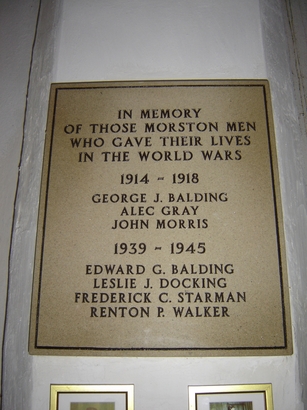 IN MEMORY
OF THOSE MORSTON MEN
WHO GAVE THEIR LIVES
IN THE WORLD WARS
1914 - 1918
GEORGE J. BALDING
ALEC GRAY
JOHN MORRIS
1939 - 1945
EDWARD G. BALDING
LESLIE J. DOCKING
FREDERICK C. STARMAN
RENTON P. WALKER